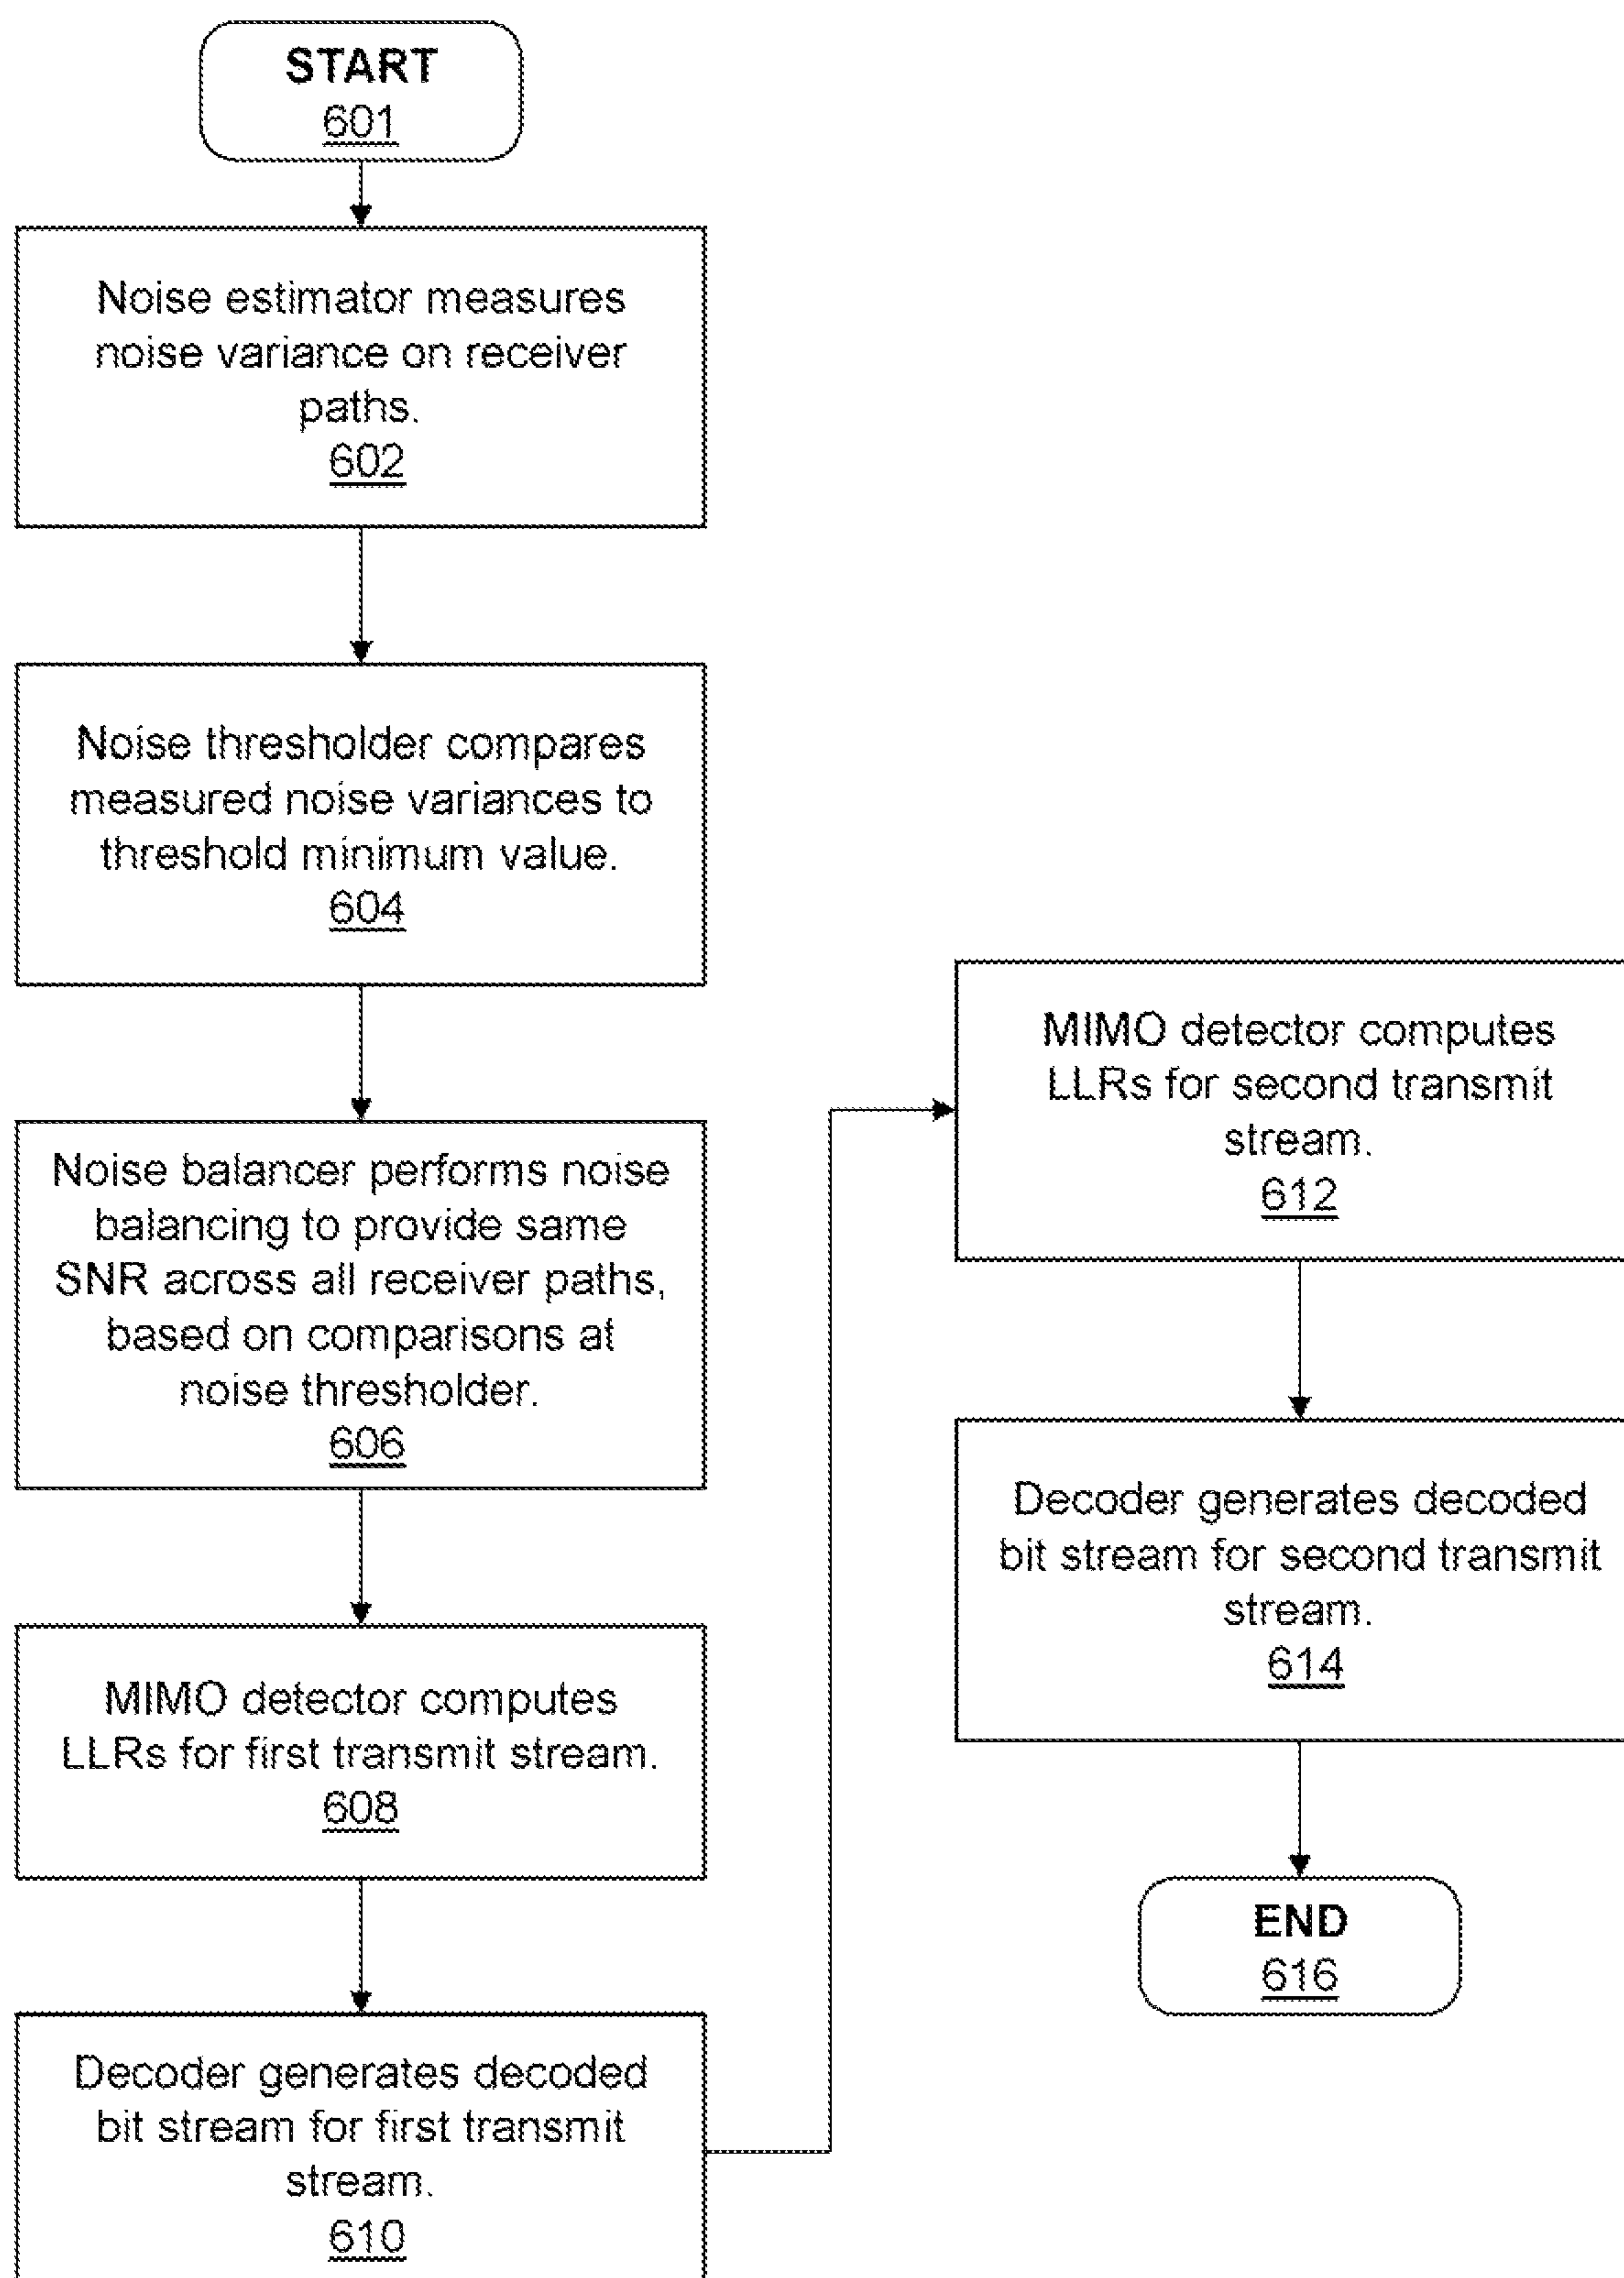 START
601
Noise estimator measures
noise variance on receiver
paths.
602
Noise thresholder compares
measured noise variances to
threshold minimum value.
604
Noise balancer performs noise
balancing to provide same
SNR across all receiver paths,
based on comparisons at
noise thresholder.
606
MIMO detector computes
LLRs for first transmit stream.
608
Decoder generates decoded
bit stream for first transmit
stream.
610
MIMO detector computes
LLRs for second transmit
stream.
612
Decoder generates decoded
bit stream for second transmit
stream.
614
END
616